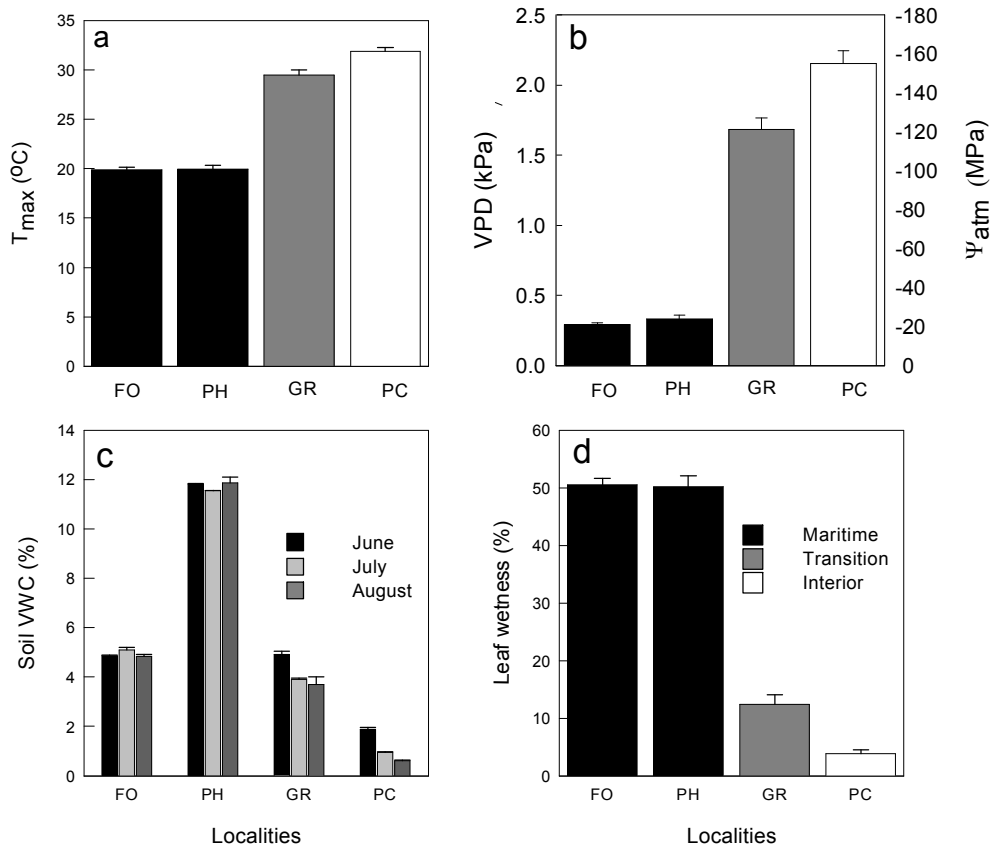 a
35
30
25
20
15
10
5
0
T_max (ºC)
FO PH GR PC
b
2.5
2.0
1.5
1.0
0.5
0.0
VPD (kPa)
-180
-160
-140
-120
-100
-80
-60
-40
-20
0
Ψ_atm (MPa)
FO PH GR PC
c
14
12
10
8
6
4
2
0
Soil VWC (%)
June
July
August
FO PH GR PC
Localities
d
60
50
40
30
20
10
0
Leaf wetness (%)
Maritime
Transition
Interior
FO PH GR PC
Localities